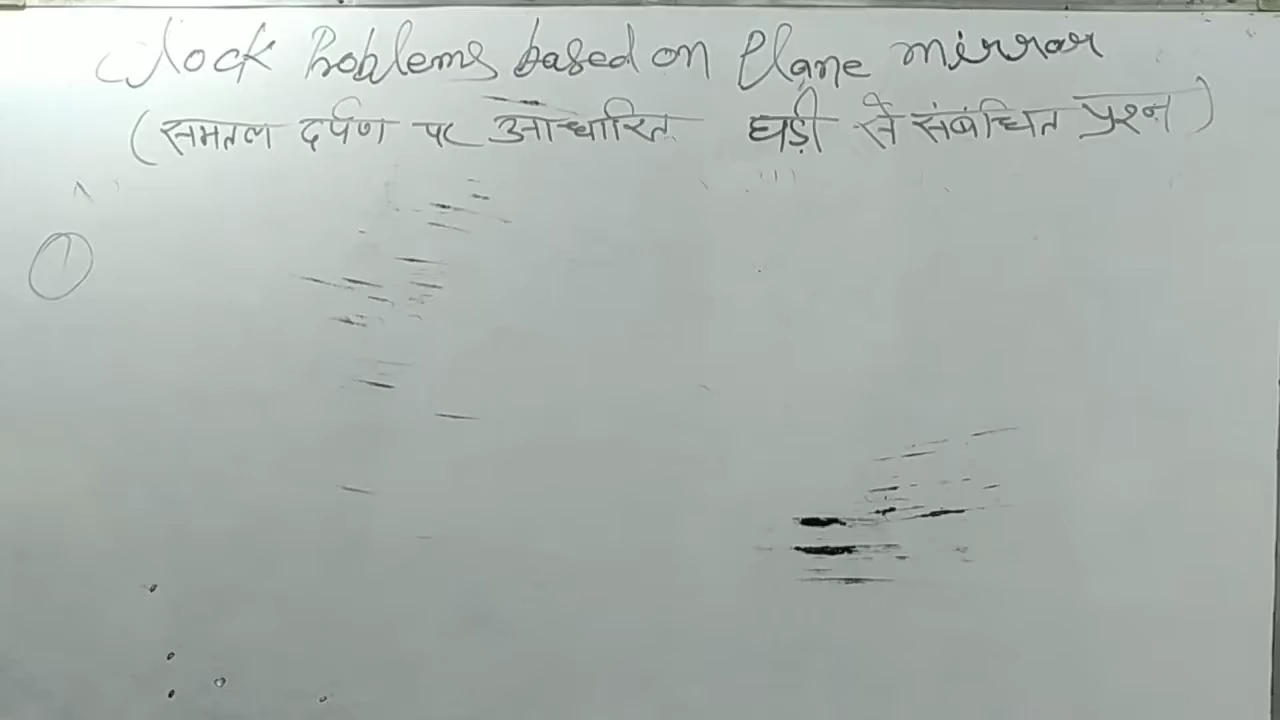 Clock Problems based on Plane mirror
(समतल दर्पण पर आधारित घड़ी से संबंधित प्रश्न)
1